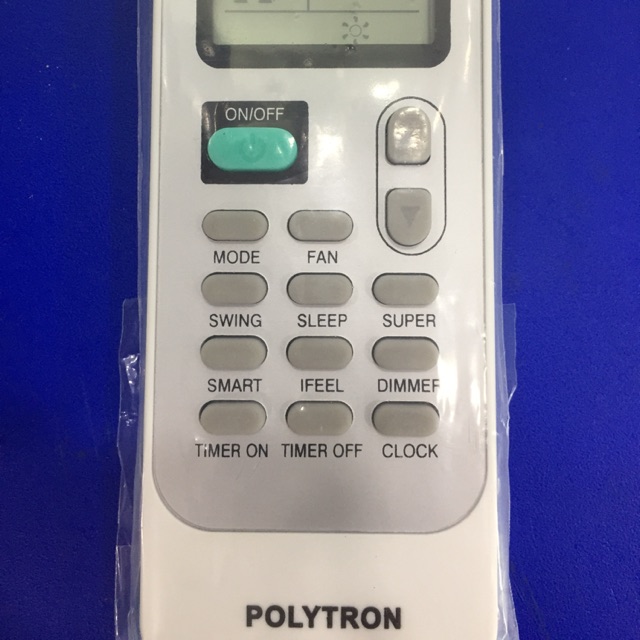 ON/OFF
MODE FAN
SWING SLEEP SUPER
SMART IFEEL DIMMER
TIMER ON TIMER OFF CLOCK
POLYTRON